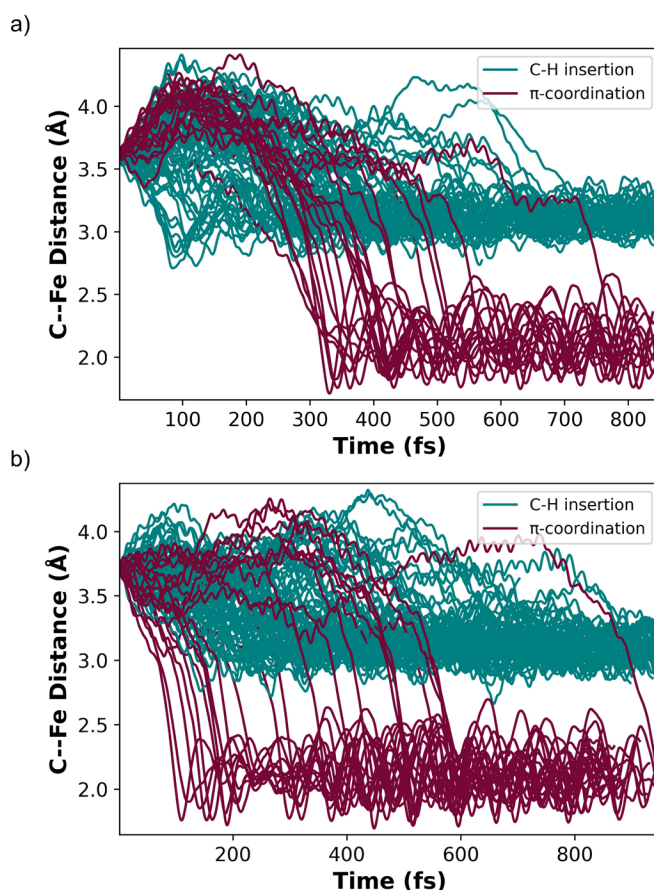 a)
C--Fe Distance (Å)
4.0
3.5
3.0
2.5
2.0
C-H insertion
π-coordination
100 200 300 400 500 600 700 800
Time (fs)
b)
C--Fe Distance (Å)
4.0
3.5
3.0
2.5
2.0
C-H insertion
π-coordination
200 400 600 800
Time (fs)